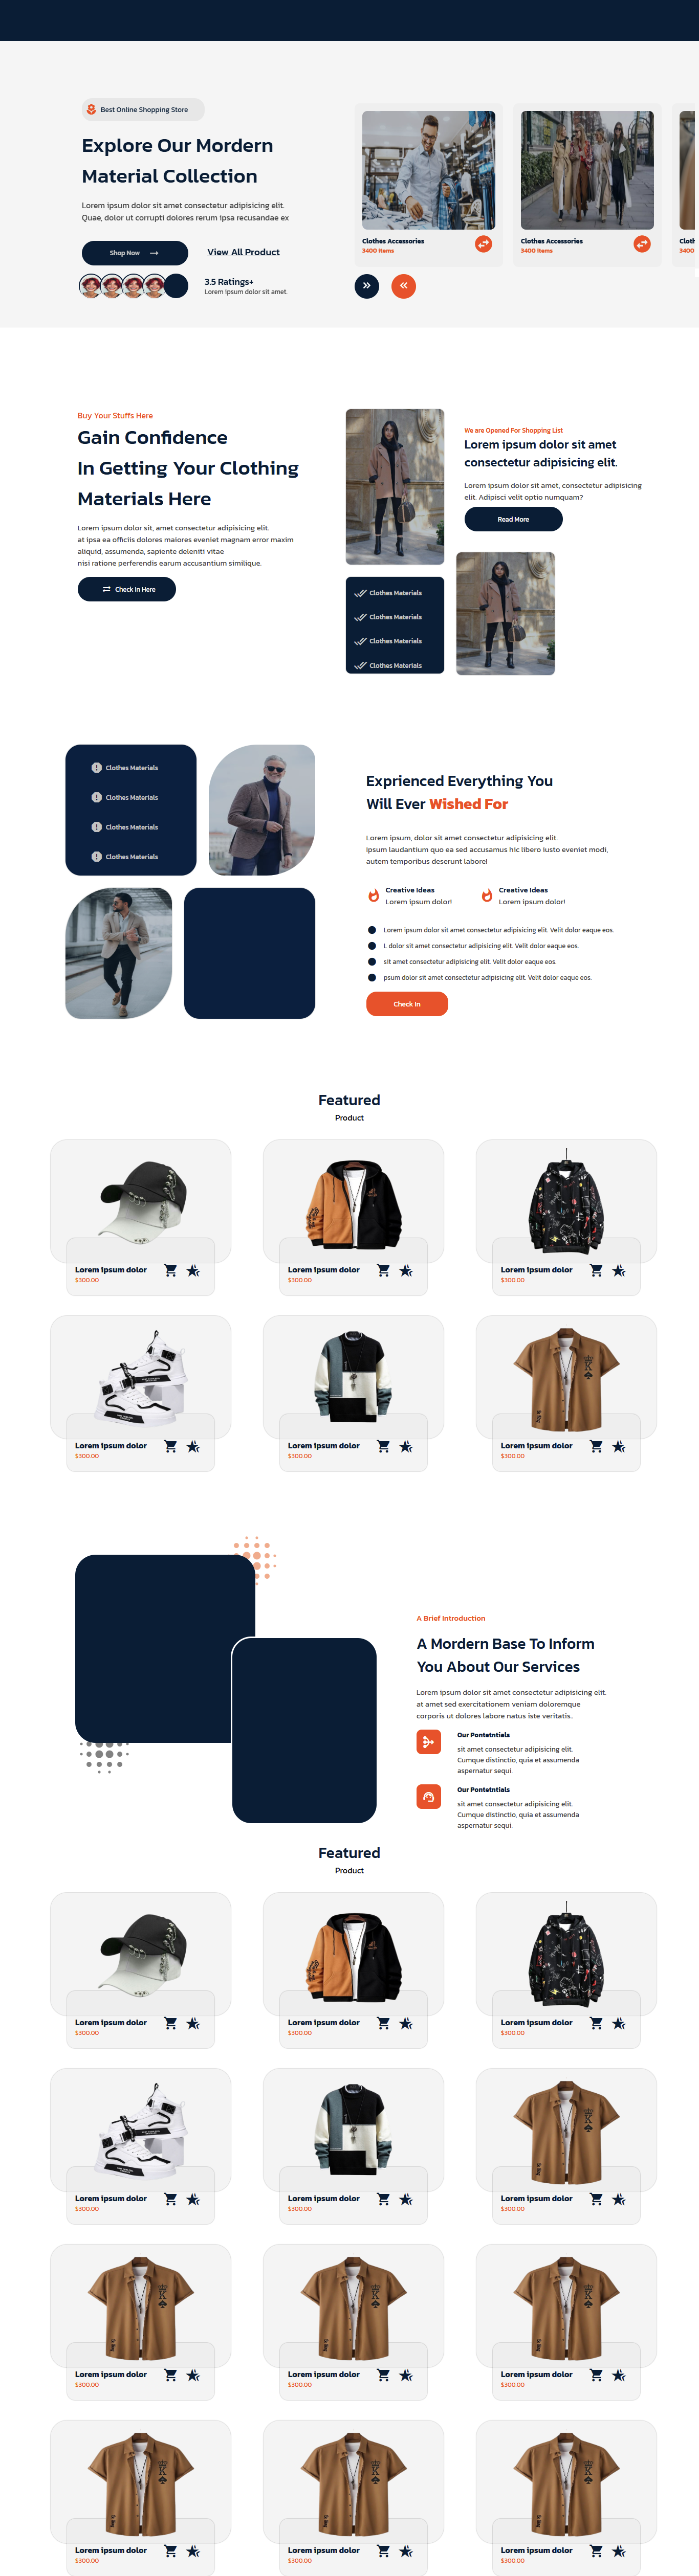 Best Online Shopping Store
Explore Our Mordern
Material Collection
Lorem ipsum dolor sit amet consectetur adipisicing elit.
Quae, dolor ut corrupti dolores rerum ipsa recusandae ex
Shop Now
View All Product
3.5 Ratings+
Lorem ipsum dolor sit amet.
Clothes Accessories
3400 Items
Clothes Accessories
3400 Items
Cloth
3400
Buy Your Stuffs Here
Gain Confidence
In Getting Your Clothing
Materials Here
Lorem ipsum dolor sit, amet consectetur adipisicing elit.
at ipsa ea officiis dolores maiores eveniet magnam error maxim
aliquid, assumenda, sapiente deleniti vitae
nisi ratione perferendis earum accusantium similique.
Check In Here
Clothes Materials
Clothes Materials
Clothes Materials
Clothes Materials
We are Opened For Shopping List
Lorem ipsum dolor sit amet
consectetur adipisicing elit.
Lorem ipsum dolor sit amet, consectetur adipisicing
elit. Adipisci velit optio numquam?
Read More
Clothes Materials
Clothes Materials
Clothes Materials
Clothes Materials
Exprienced Everything You
Will Ever Wished For
Lorem ipsum, dolor sit amet consectetur adipisicing elit.
Ipsum laudantium quo ea sed accusamus hic libero iusto eveniet modi,
autem temporibus deserunt labore!
Creative Ideas
Lorem ipsum dolor!
Creative Ideas
Lorem ipsum dolor!
Lorem ipsum dolor sit amet consectetur adipisicing elit. Velit dolor eaque eos.
L dolor sit amet consectetur adipisicing elit. Velit dolor eaque eos.
sit amet consectetur adipisicing elit. Velit dolor eaque eos.
psum dolor sit amet consectetur adipisicing elit. Velit dolor eaque eos.
Check In
Featured
Product
Lorem ipsum dolor
$300.00
Lorem ipsum dolor
$300.00
Lorem ipsum dolor
$300.00
Lorem ipsum dolor
$300.00
Lorem ipsum dolor
$300.00
K
Lorem ipsum dolor
$300.00
A Brief Introduction
A Mordern Base To Inform
You About Our Services
Lorem ipsum dolor sit amet consectetur adipisicing elit.
at amet sed exercitationem veniam doloremque
corporis ut dolores labore natus iste veritatis..
Our Pontetntials
sit amet consectetur adipisicing elit.
Cumque distinctio, quia et assumenda
aspernatur sequi.
Our Pontetntials
sit amet consectetur adipisicing elit.
Cumque distinctio, quia et assumenda
aspernatur sequi.
Featured
Product
Lorem ipsum dolor
$300.00
Lorem ipsum dolor
$300.00
Lorem ipsum dolor
$300.00
Lorem ipsum dolor
$300.00
Lorem ipsum dolor
$300.00
K
Lorem ipsum dolor
$300.00
K
Lorem ipsum dolor
$300.00
K
Lorem ipsum dolor
$300.00
K
Lorem ipsum dolor
$300.00
K
Lorem ipsum dolor
$300.00
K
Lorem ipsum dolor
$300.00
K
Lorem ipsum dolor
$300.00